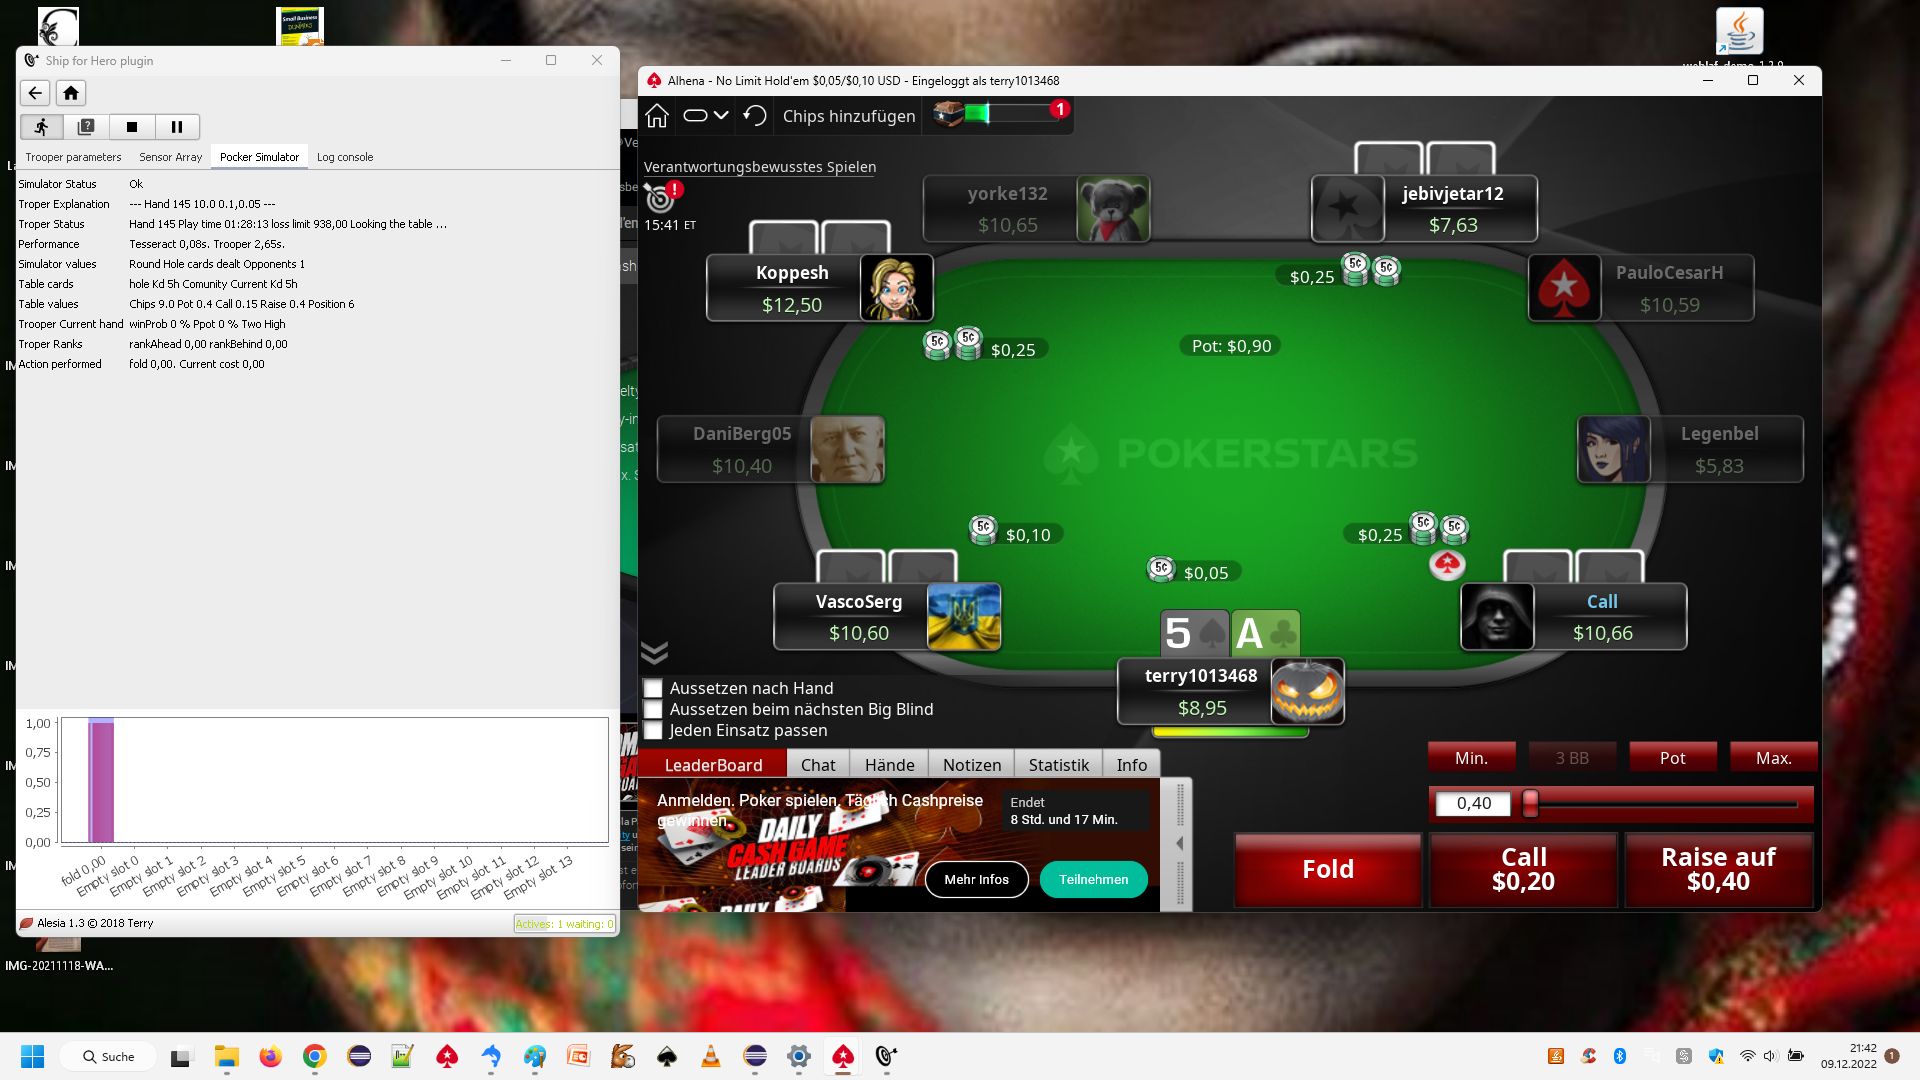 Small Business
DUMMIES
Ship for Hero plugin
Trooper parameters
Sensor Array
Pocker Simulator
Log console
Simulator Status Ok
Troper Explanation --- Hand 145 10.0 0.1,0.05 ---
Troper Status Hand 145 Play time 01:28:13 loss limit 938,00 Looking the table ...
Performance Tesseract 0,08s. Trooper 2,65s.
Simulator values Round Hole cards dealt Opponents 1
Table cards hole Kd 5h Comunity Current Kd 5h
Table values Chips 9.0 Pot 0.4 Call 0.15 Raise 0.4 Position 6
Trooper Current hand winProb 0 % Ppot 0 % Two High
Troper Ranks rankAhead 0,00 rankBehind 0,00
Action performed fold 0,00. Current cost 0,00
1,00
0,75
0,50
0,25
0,00
fold 0,00
Empty slot 0
Empty slot 1
Empty slot 2
Empty slot 3
Empty slot 4
Empty slot 5
Empty slot 6
Empty slot 7
Empty slot 8
Empty slot 9
Empty slot 10
Empty slot 11
Empty slot 12
Empty slot 13
Alesia 1.3 © 2018 Terry
Actives: 1 waiting: 0
IMG-20211118-WA...
Alhena - No Limit Hold'em $0,05/$0,10 USD - Eingeloggt als terry1013468
Chips hinzufügen
1
Verantwortungsbewusstes Spielen
!
15:41 ET
yorke132
$10,65
jebivjetar12
$7,63
Koppesh
$12,50
PauloCesarH
$10,59
$0,25
5¢ 5¢
5¢ 5¢
$0,25
Pot: $0,90
DaniBerg05
$10,40
POKERSTARS
Legenbel
$5,83
5¢
$0,10
$0,25
5¢ 5¢
5¢
$0,05
VascoSerg
$10,60
Call
$10,66
5 A
terry1013468
$8,95
Aussetzen nach Hand
Aussetzen beim nächsten Big Blind
Jeden Einsatz passen
LeaderBoard
Chat
Hände
Notizen
Statistik
Info
Anmelden. Poker spielen. Täglich Cashpreise
gewinnen.
Endet
8 Std. und 17 Min.
DAILY
CASH GAME
LEADER BOARDS
DAILY
Mehr Infos
Teilnehmen
Min.
3 BB
Pot
Max.
0,40
Fold
Call
$0,20
Raise auf
$0,40
Suche
21:42
09.12.2022
1